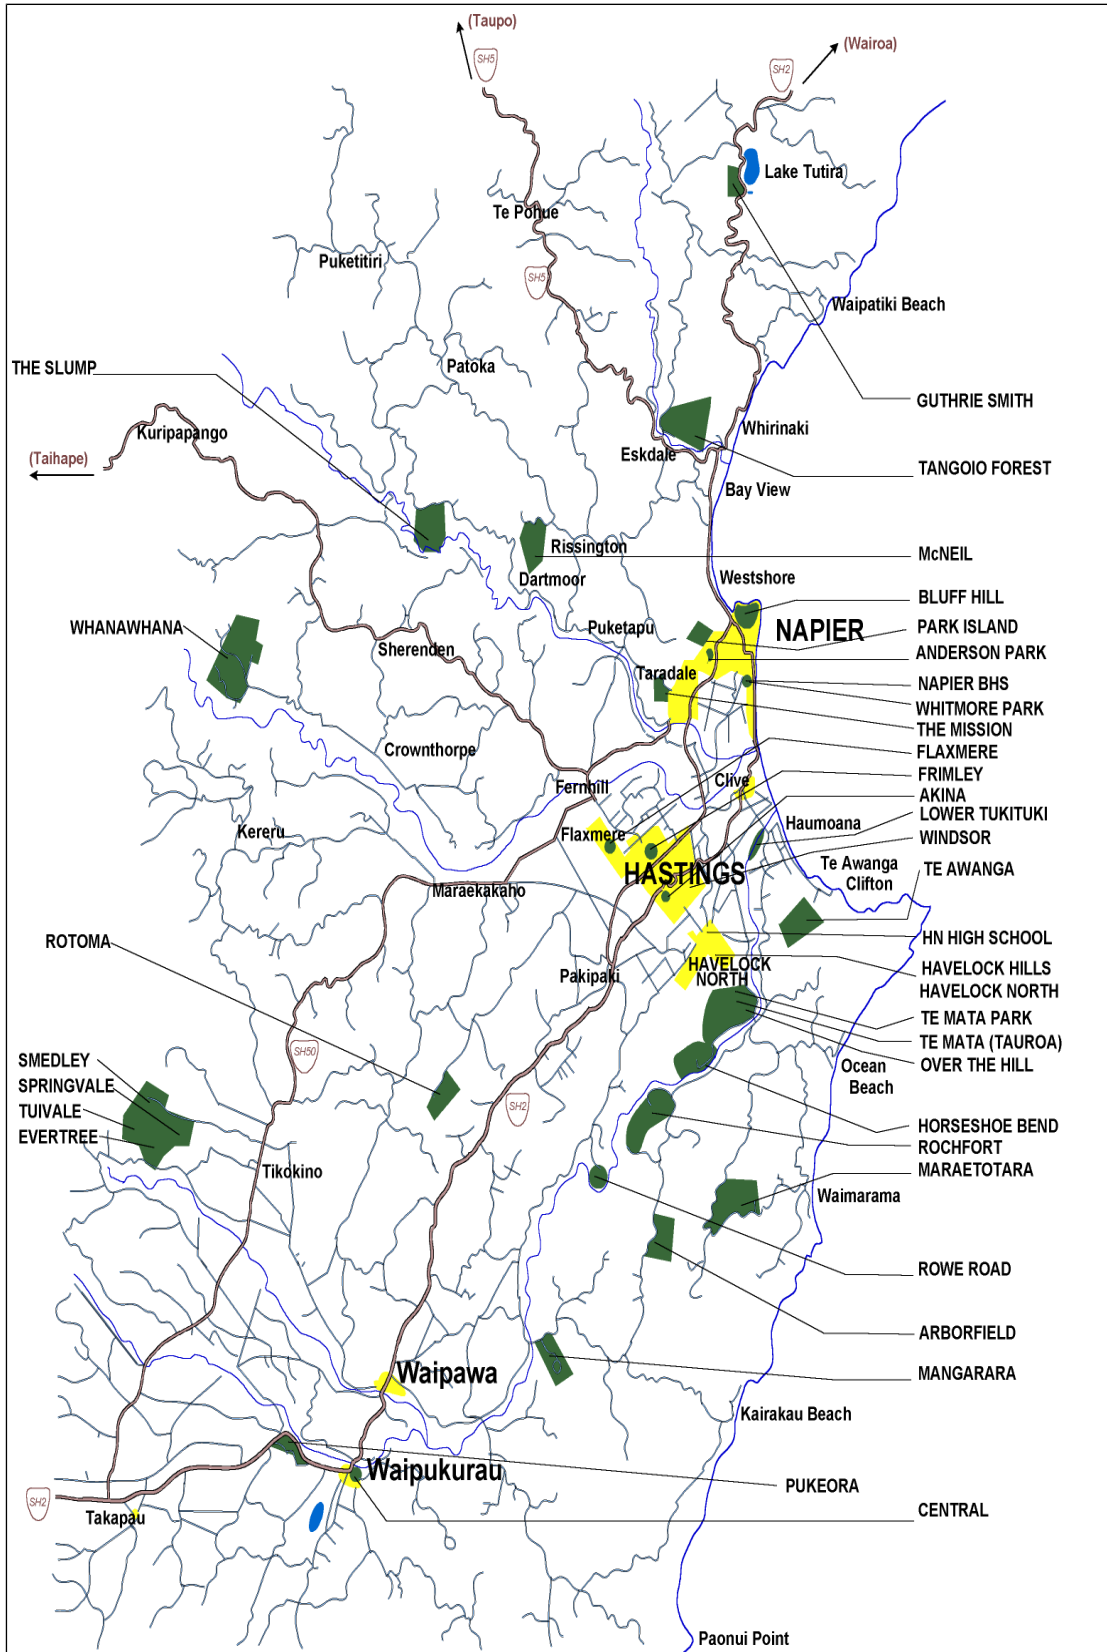 (Taupo)
(Wairoa)
SH5
SH2
Lake Tutira
Te Pohue
Puketitiri
SH5
Waipatiki Beach
Patoka
THE SLUMP
GUTHRIE SMITH
Kuripapango
Whirinaki
Eskdale
(Taihape)
TANGOIO FOREST
Bay View
Rissington
McNEIL
Dartmoor
Westshore
BLUFF HILL
WHANAWHANA
Puketapu
NAPIER
PARK ISLAND
Sherenden
ANDERSON PARK
Taradale
NAPIER BHS
WHITMORE PARK
THE MISSION
Crownthorpe
FLAXMERE
FRIMLEY
Fernhill
Clive
AKINA
LOWER TUKITUKI
Haumoana
Kereru
Flaxmere
WINDSOR
Te Awanga
TE AWANGA
HASTINGS
Clifton
Maraekakaho
ROTOMA
HN HIGH SCHOOL
Pakipaki
HAVELOCK
NORTH
HAVELOCK HILLS
HAVELOCK NORTH
TE MATA PARK
TE MATA (TAUROA)
SH50
SMEDLEY
OVER THE HILL
Ocean
Beach
SPRINGVALE
TUIVALE
SH2
EVERTREE
HORSESHOE BEND
ROCHFORT
Tikokino
MARAETOTARA
Waimarama
ROWE ROAD
ARBORFIELD
Waipawa
MANGARARA
Kairakau Beach
Waipukurau
PUKEORA
SH2
Takapau
CENTRAL
Paonui Point